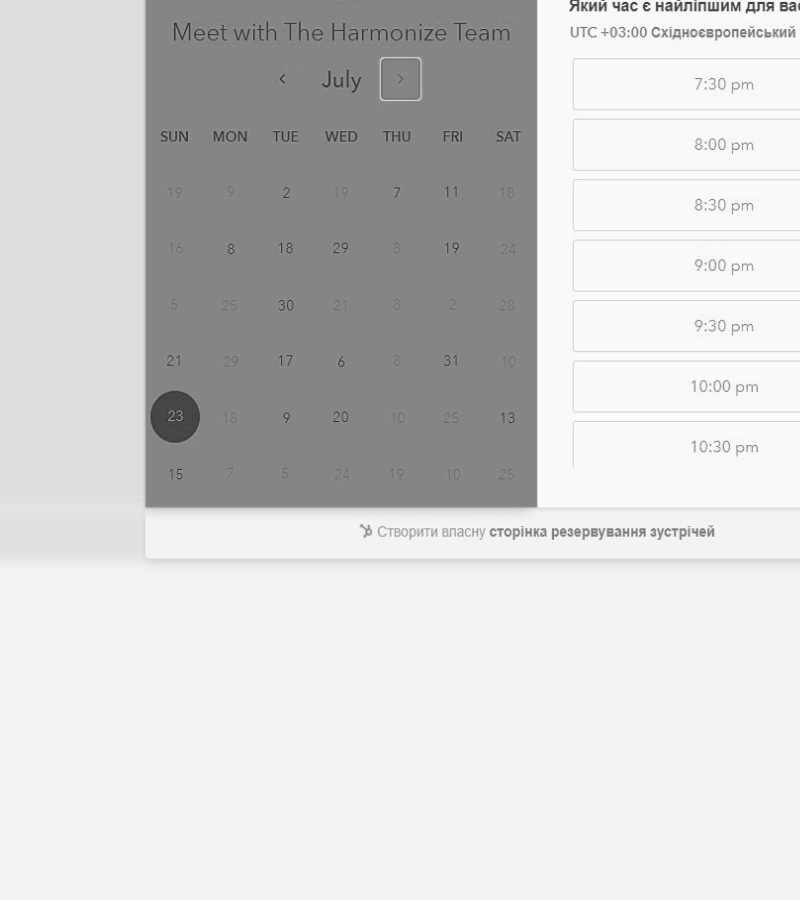 Meet with The Harmonize Team
July
SUN MON TUE WED THU FRI SAT
19 9 2 19 7 11 18
16 8 18 29 8 19 24
5 25 30 21 8 2 28
21 29 17 6 8 31 10
23 18 9 20 10 25 13
15 7 5 24 19 10 25
Який час є найліпшим для вас
UTC +03:00 Східноєвропейський
7:30 pm
8:00 pm
8:30 pm
9:00 pm
9:30 pm
10:00 pm
10:30 pm
Створити власну сторінка резервування зустрічей